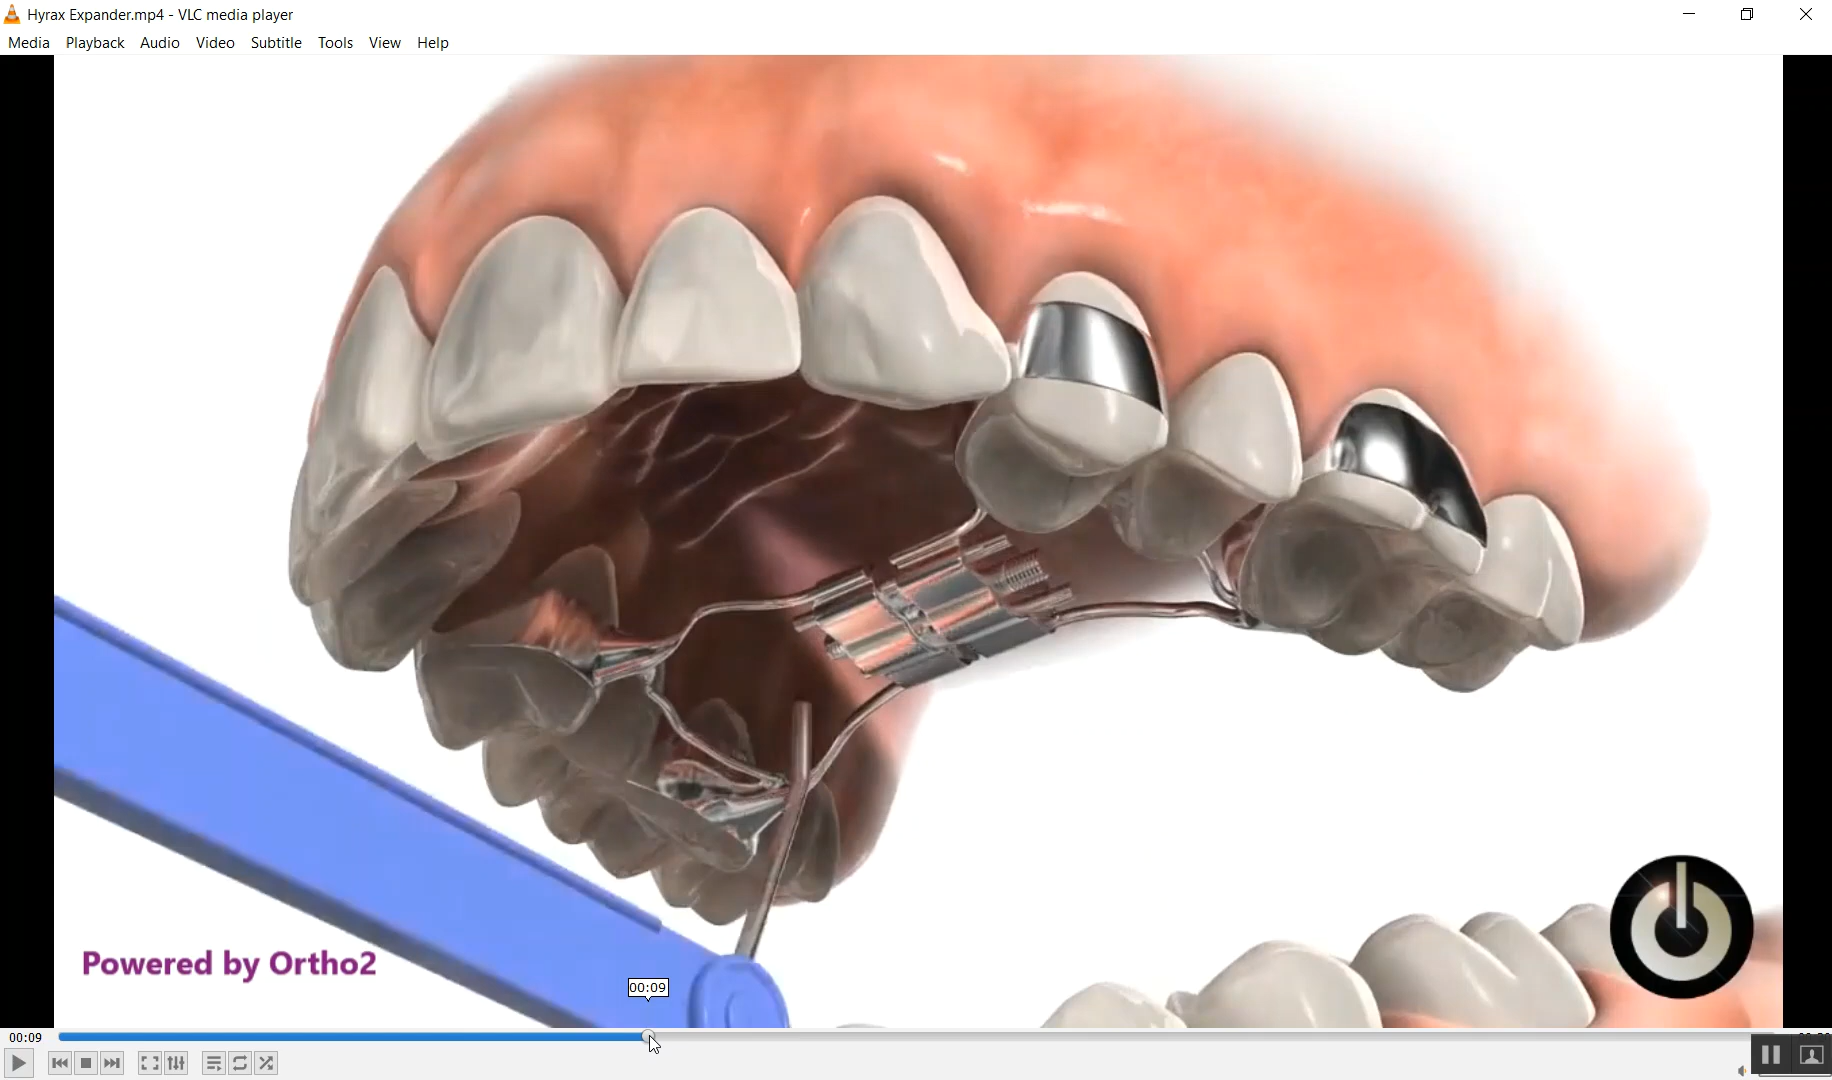 Hyrax Expander.mp4 - VLC media player
Media Playback Audio Video Subtitle Tools View Help
Powered by Ortho2
00:09
00:09